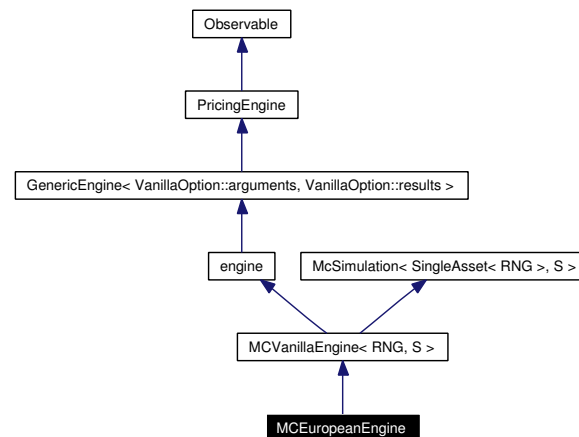 Observable
PricingEngine
GenericEngine< VanillaOption::arguments, VanillaOption::results >
engine
McSimulation< SingleAsset< RNG >, S >
MCVanillaEngine< RNG, S >
MCEuropeanEngine